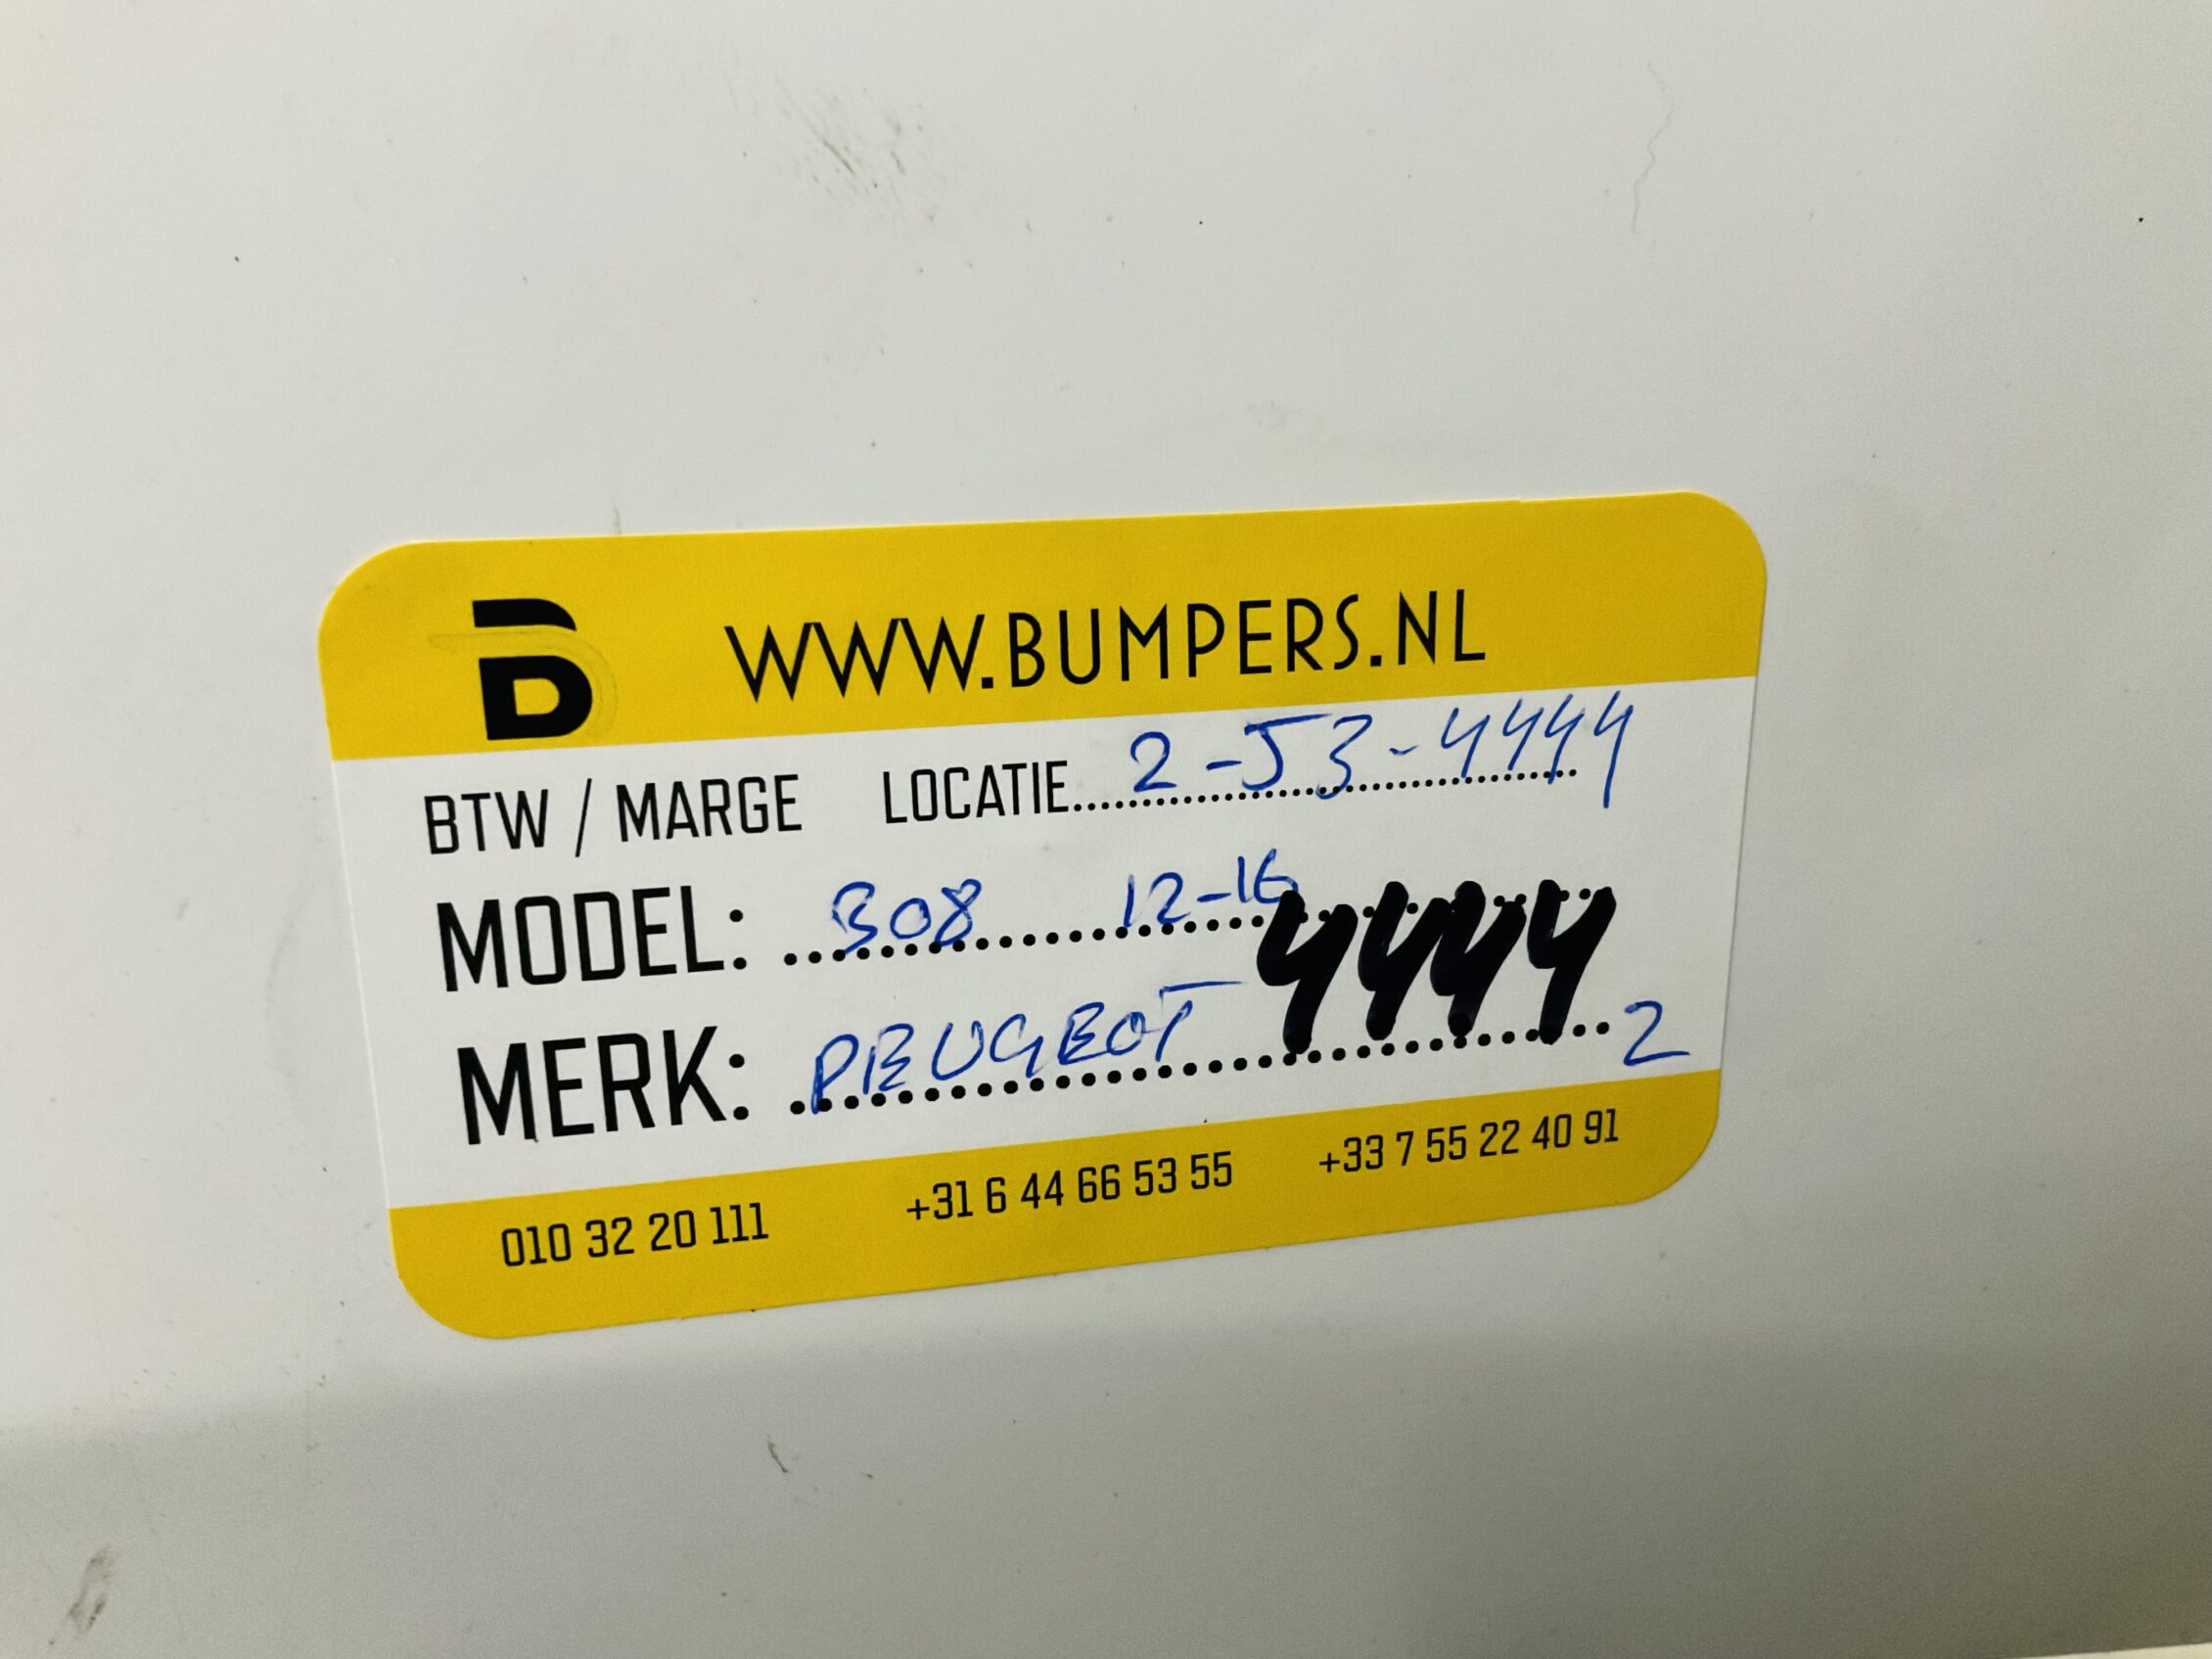 B WWW.BUMPERS.NL
BTW / MARGE LOCATIE 2-J3-4444
MODEL: 308 12-16
MERK: PEUGEOT 4444 2
010 32 20 111 +31 6 44 66 53 55 +33 7 55 22 40 91